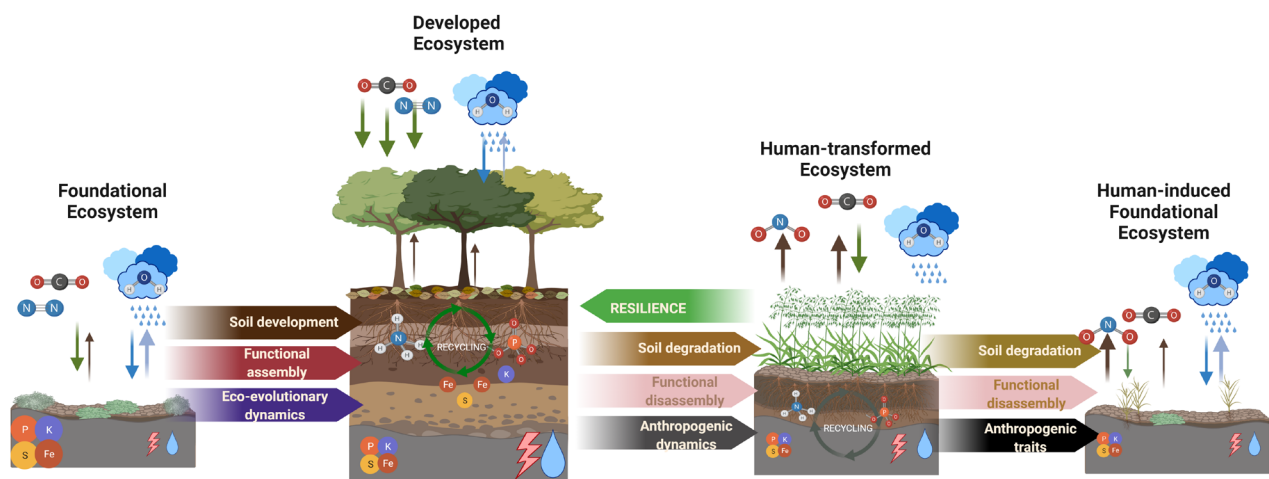 Developed
Ecosystem
O C O
N N
O
H H
Foundational
Ecosystem
O C O
N N
O
H H
Soil development
Functional
assembly
Eco-evolutionary
dynamics
P K
S Fe
H
N
H H
H
RECYCLING
O
O P O
O
K
Fe Fe
S
P K
S Fe
RESILIENCE
Soil degradation
Functional
disassembly
Anthropogenic
dynamics
Human-transformed
Ecosystem
O C O
N
O O
O
H H
H
N H
H H
RECYCLING
O
O P O
O
P K
S Fe
Soil degradation
Functional
disassembly
Anthropogenic
traits
Human-induced
Foundational
Ecosystem
O C O
N
O O
O
H H
P K
S Fe